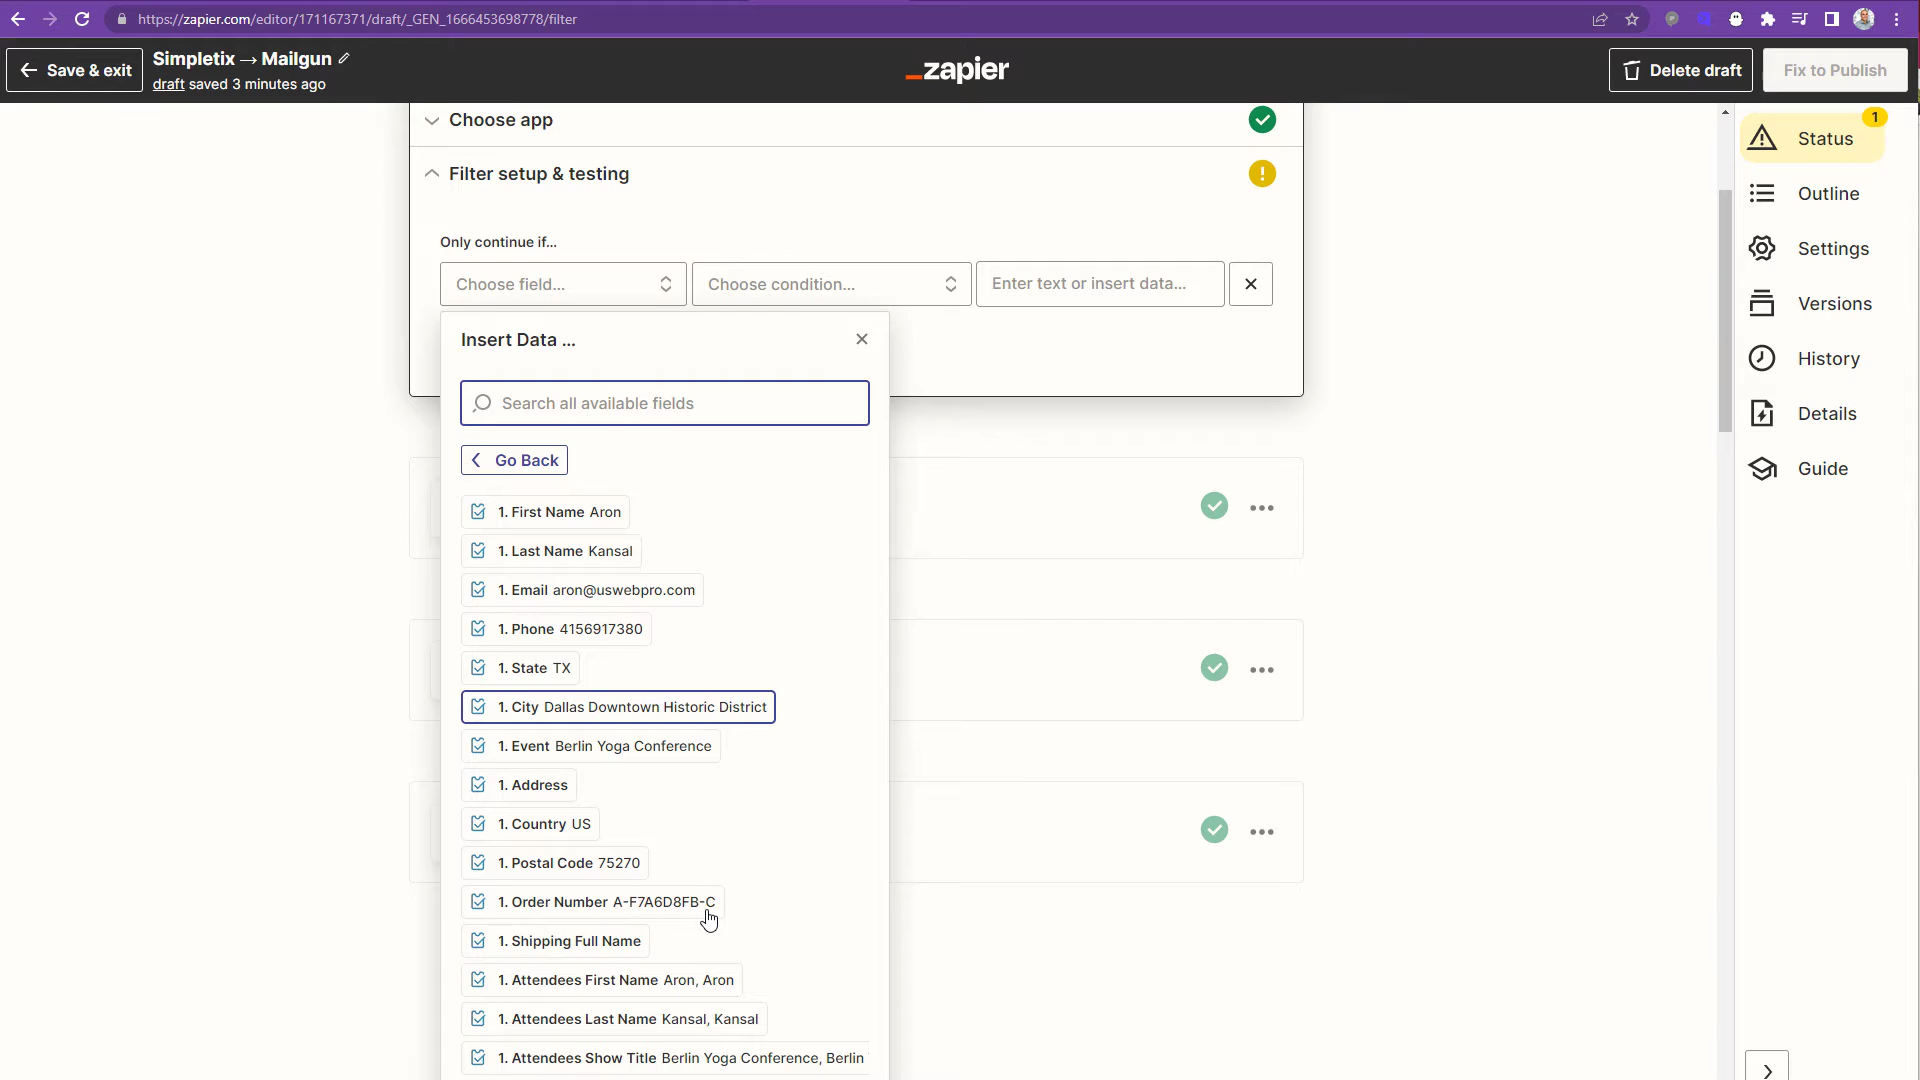 https://zapier.com/editor/171167371/draft/_GEN_1666453698778/filter
Save & exit
Simpletix → Mailgun
draft saved 3 minutes ago
_zapier
Delete draft
Fix to Publish
Choose app
Filter setup & testing
Only continue if...
Choose field...
Choose condition...
Enter text or insert data...
Insert Data ...
Search all available fields
Go Back
1. First Name Aron
1. Last Name Kansal
1. Email aron@uswebpro.com
1. Phone 4156917380
1. State TX
1. City Dallas Downtown Historic District
1. Event Berlin Yoga Conference
1. Address
1. Country US
1. Postal Code 75270
1. Order Number A-F7A6D8FB-C
1. Shipping Full Name
1. Attendees First Name Aron, Aron
1. Attendees Last Name Kansal, Kansal
1. Attendees Show Title Berlin Yoga Conference, Berlin
1
Status
Outline
Settings
Versions
History
Details
Guide